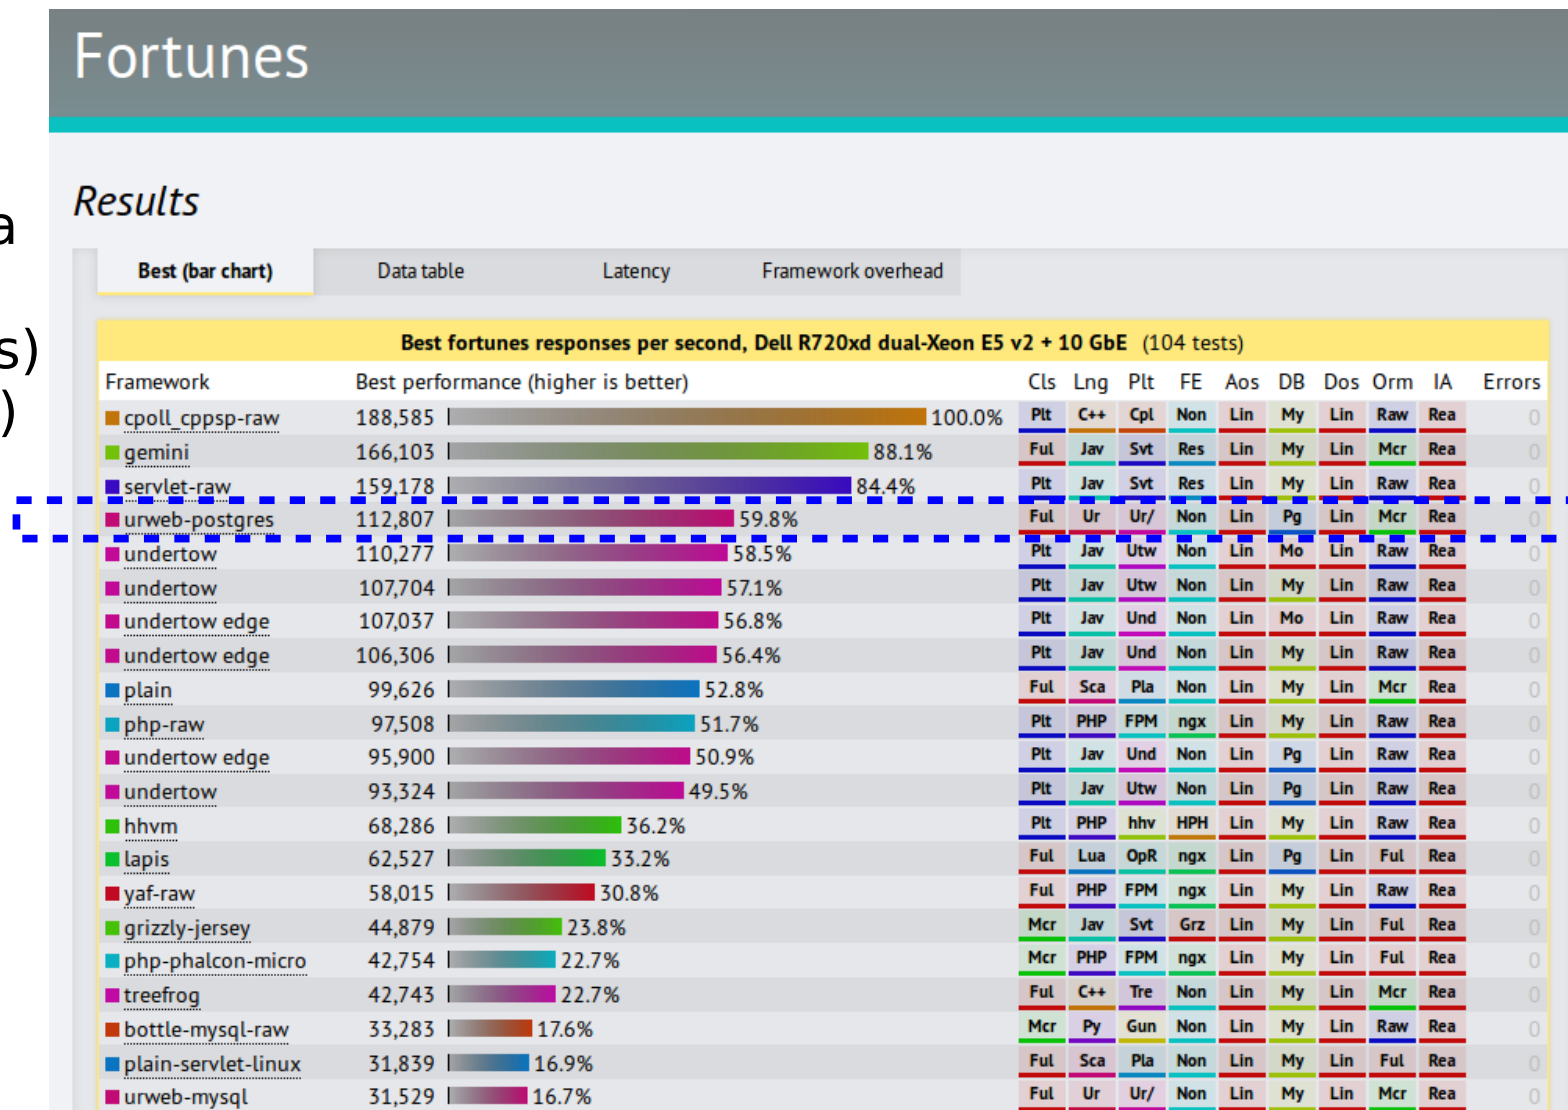 Fortunes
a
s)
)
Results
Best (bar chart) Data table Latency Framework overhead
Best fortunes responses per second, Dell R720xd dual-Xeon E5 v2 + 10 GbE (104 tests)
Framework Best performance (higher is better) Cls Lng Plt FE Aos DB Dos Orm IA Errors
cpoll_cppsp-raw 188,585 100.0% Plt C++ Cpl Non Lin My Lin Raw Rea 0
gemini 166,103 88.1% Ful Jav Svt Res Lin My Lin Mcr Rea 0
servlet-raw 159,178 84.4% Plt Jav Svt Res Lin My Lin Raw Rea 0
urweb-postgres 112,807 59.8% Ful Ur Ur/ Non Lin Pg Lin Mcr Rea 0
undertow 110,277 58.5% Plt Jav Utw Non Lin Mo Lin Raw Rea 0
undertow 107,704 57.1% Plt Jav Utw Non Lin My Lin Raw Rea 0
undertow edge 107,037 56.8% Plt Jav Und Non Lin Mo Lin Raw Rea 0
undertow edge 106,306 56.4% Plt Jav Und Non Lin My Lin Raw Rea 0
plain 99,626 52.8% Ful Sca Pla Non Lin My Lin Mcr Rea 0
php-raw 97,508 51.7% Plt PHP FPM ngx Lin My Lin Raw Rea 0
undertow edge 95,900 50.9% Plt Jav Und Non Lin Pg Lin Raw Rea 0
undertow 93,324 49.5% Plt Jav Utw Non Lin Pg Lin Raw Rea 0
hhvm 68,286 36.2% Plt PHP hhv HPH Lin My Lin Raw Rea 0
lapis 62,527 33.2% Ful Lua OpR ngx Lin Pg Lin Ful Rea 0
yaf-raw 58,015 30.8% Ful PHP FPM ngx Lin My Lin Raw Rea 0
grizzly-jersey 44,879 23.8% Mcr Jav Svt Grz Lin My Lin Ful Rea 0
php-phalcon-micro 42,754 22.7% Mcr PHP FPM ngx Lin My Lin Ful Rea 0
treefrog 42,743 22.7% Ful C++ Tre Non Lin My Lin Mcr Rea 0
bottle-mysql-raw 33,283 17.6% Mcr Py Gun Non Lin My Lin Raw Rea 0
plain-servlet-linux 31,839 16.9% Ful Sca Pla Non Lin My Lin Ful Rea 0
urweb-mysql 31,529 16.7% Ful Ur Ur/ Non Lin My Lin Mcr Rea 0